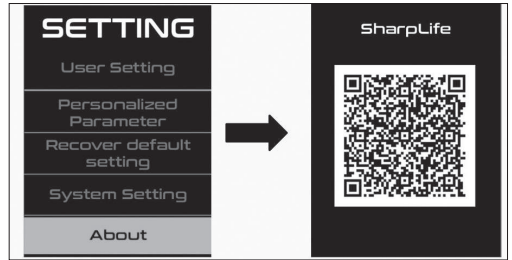 SETTING
User Setting
Personalized
Parameter
Recover default
setting
System Setting
About
SharpLife